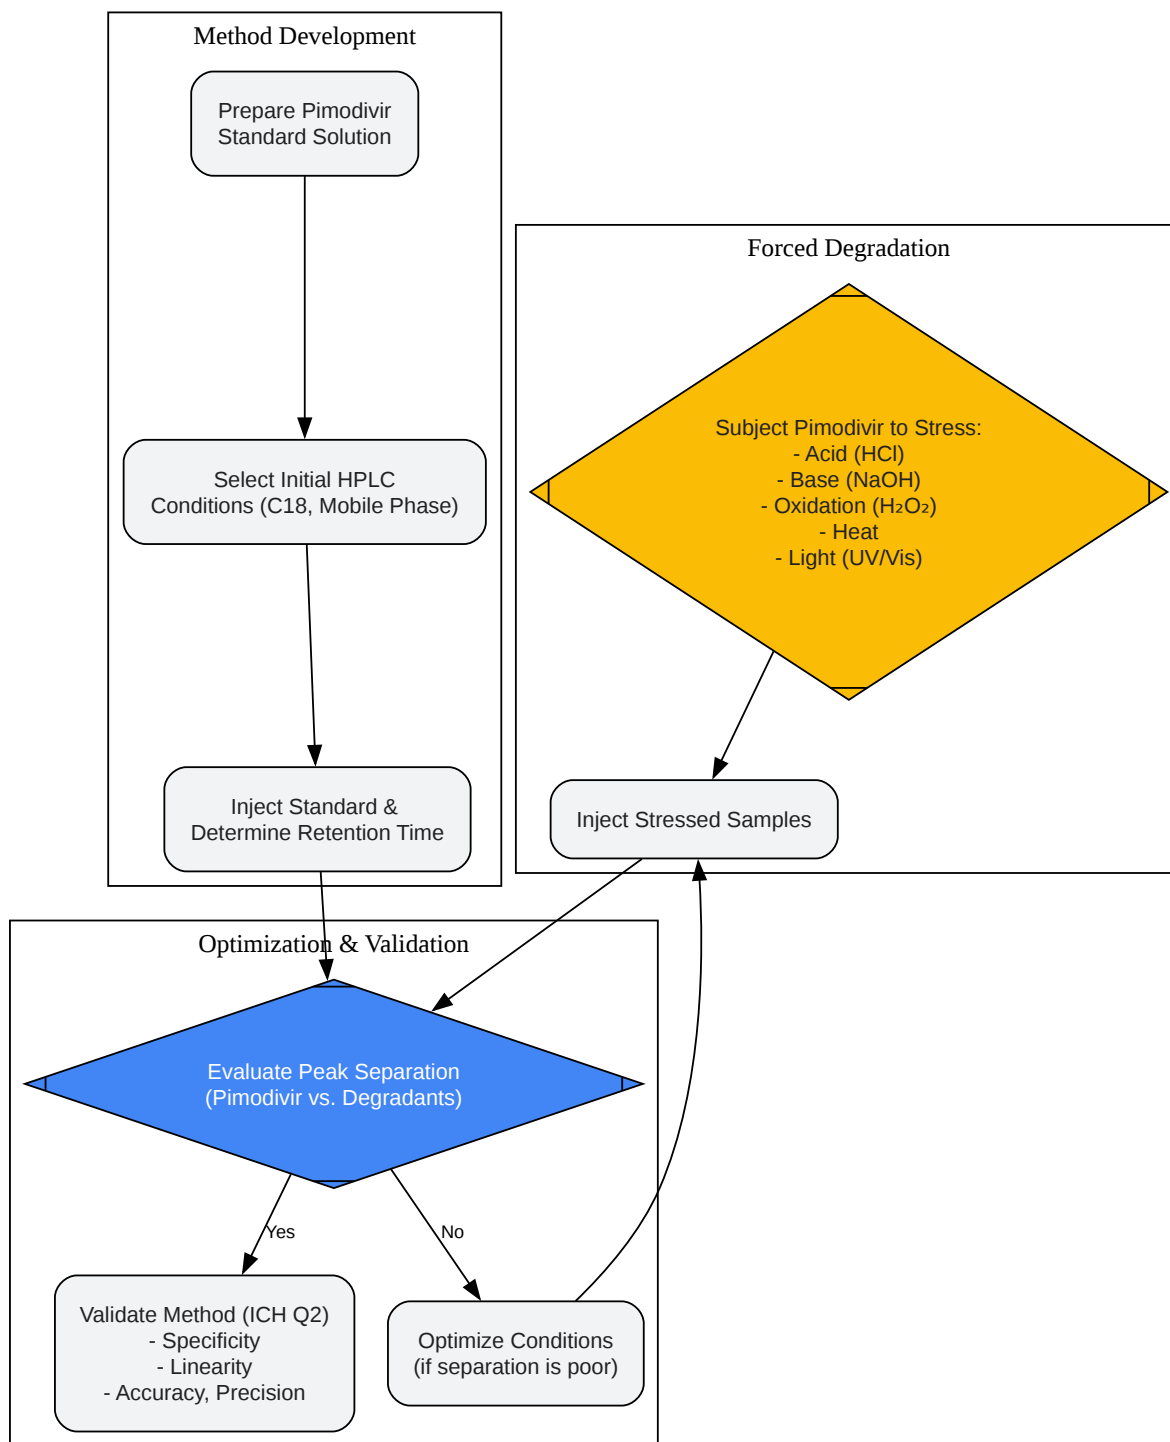 Method Development
Prepare Pimodivir
Standard Solution
Select Initial HPLC
Conditions (C18, Mobile Phase)
Inject Standard &
Determine Retention Time
Forced Degradation
Subject Pimodivir to Stress:
- Acid (HCl)
- Base (NaOH)
- Oxidation (H₂O₂)
- Heat
- Light (UV/Vis)
Inject Stressed Samples
Optimization & Validation
Evaluate Peak Separation
(Pimodivir vs. Degradants)
Yes
No
Validate Method (ICH Q2)
- Specificity
- Linearity
- Accuracy, Precision
Optimize Conditions
(if separation is poor)